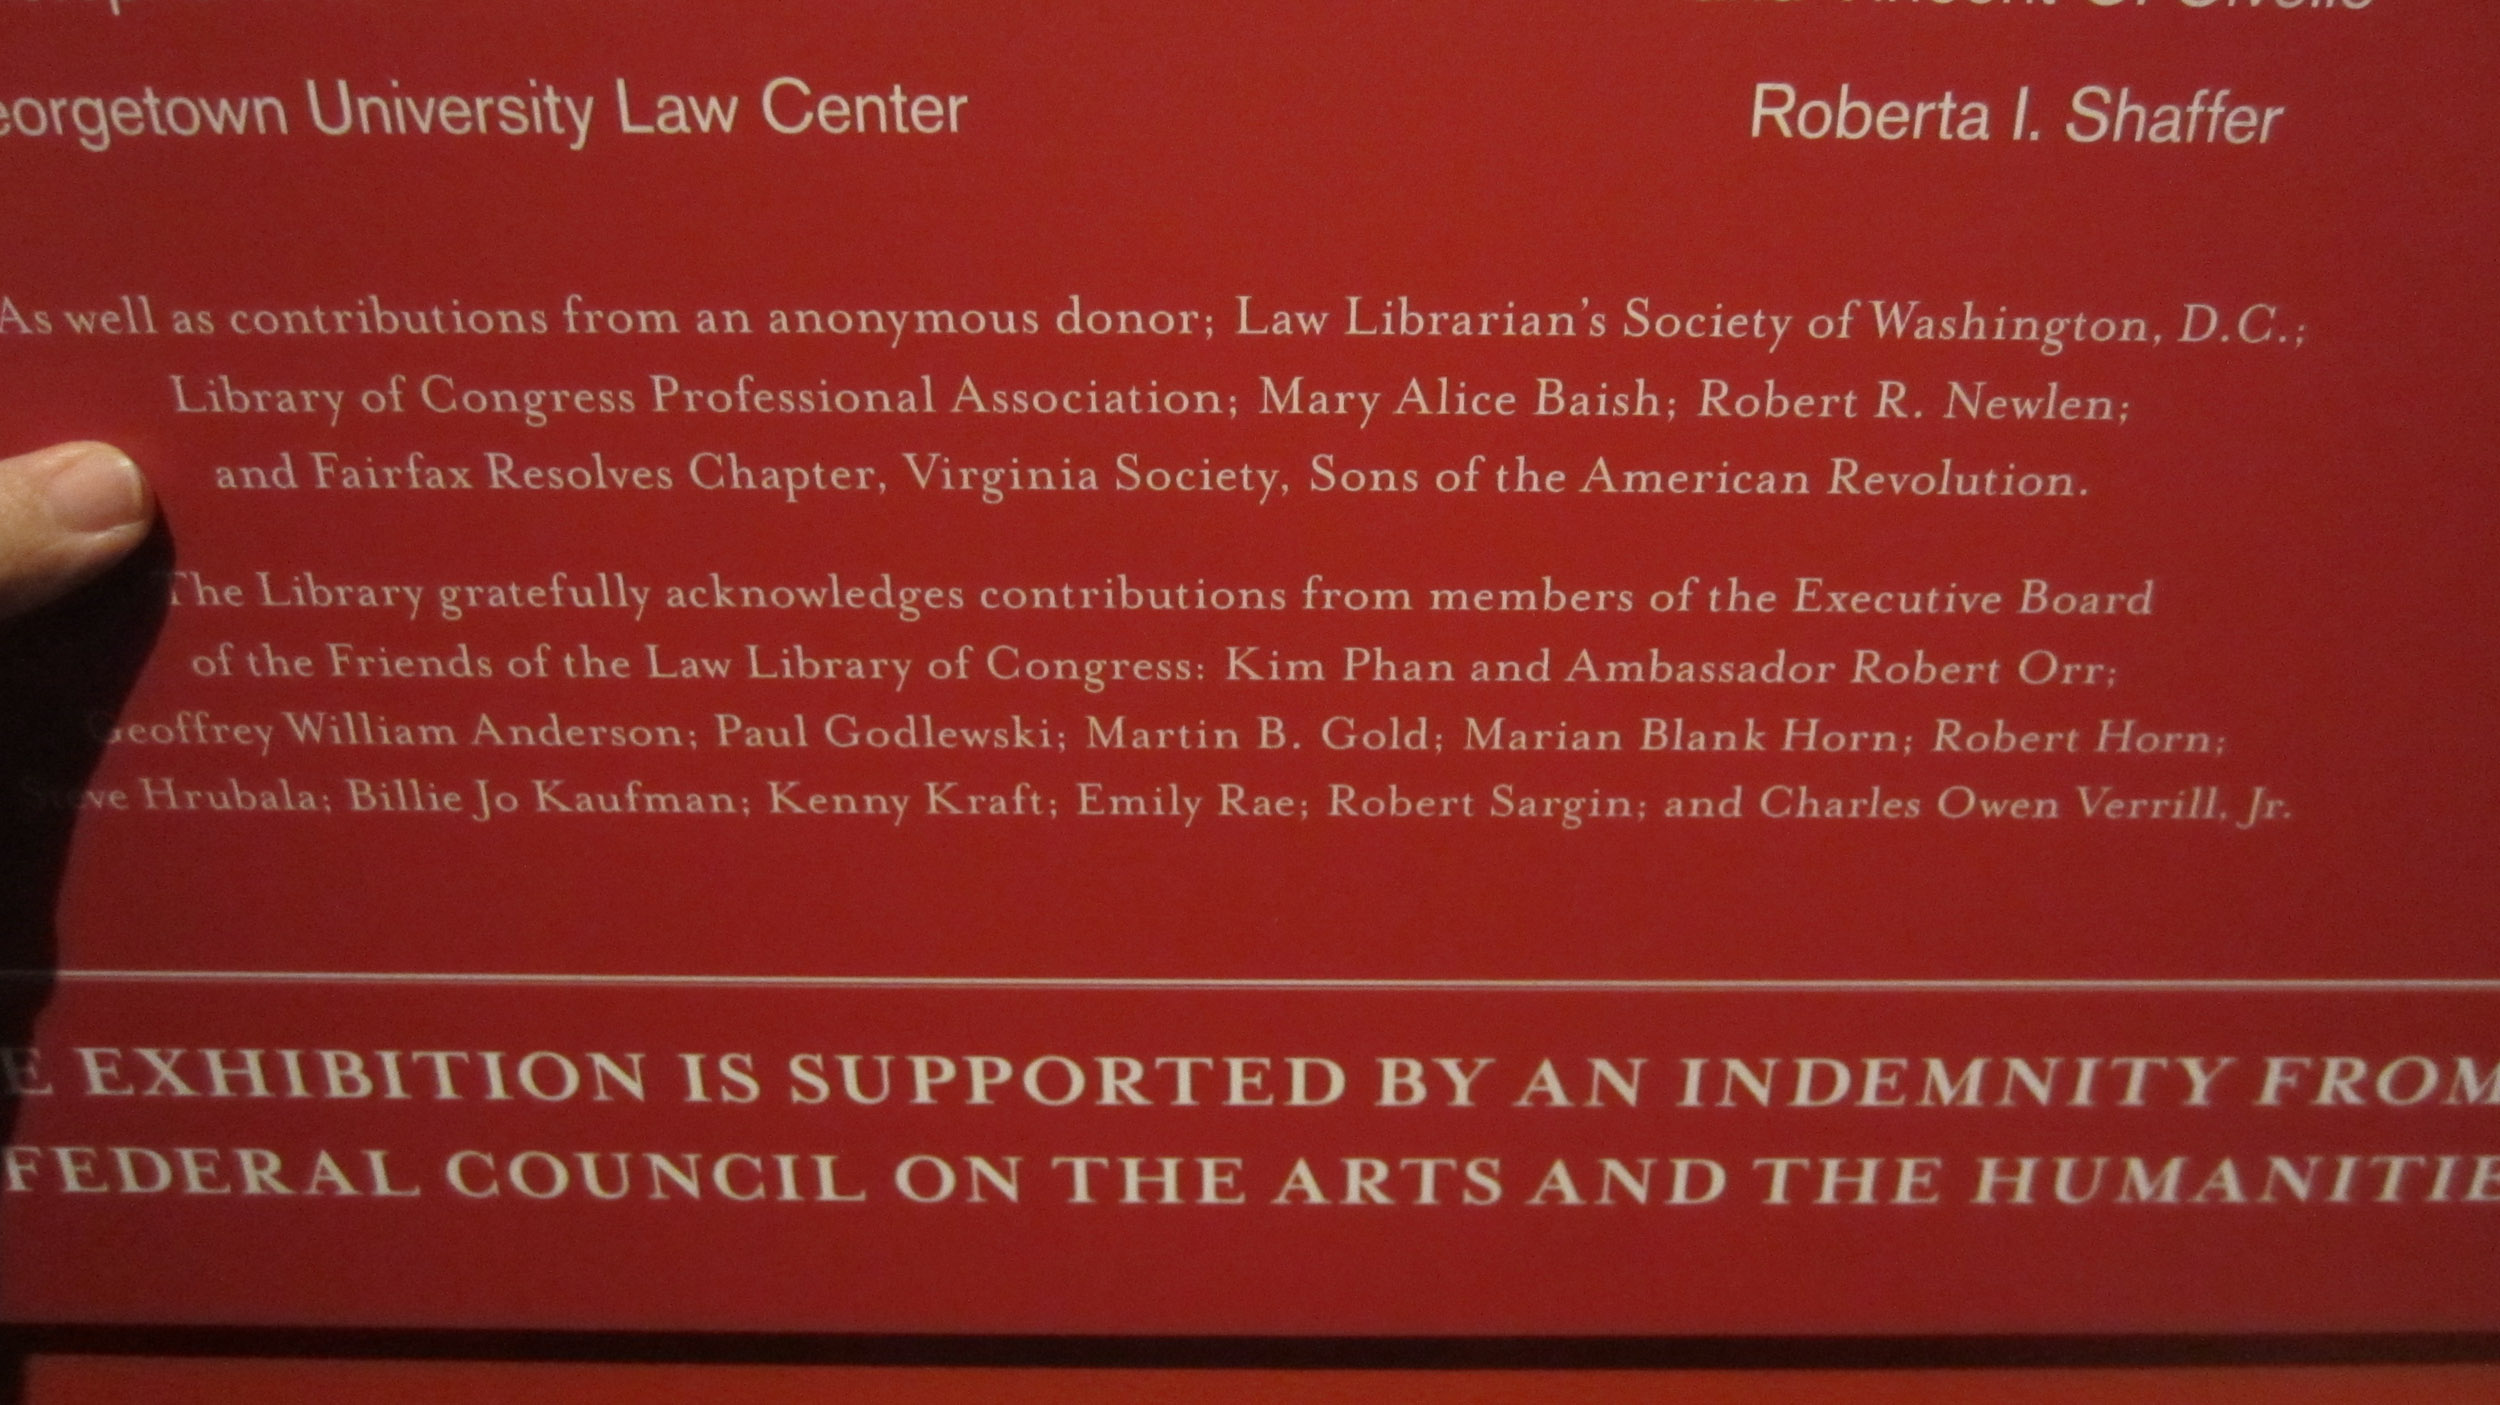 eorgetown University Law Center
Roberta I. Shaffer
As well as contributions from an anonymous donor; Law Librarian's Society of Washington, D.C.;
Library of Congress Professional Association; Mary Alice Baish; Robert R. Newlen;
and Fairfax Resolves Chapter, Virginia Society, Sons of the American Revolution.
The Library gratefully acknowledges contributions from members of the Executive Board
of the Friends of the Law Library of Congress: Kim Phan and Ambassador Robert Orr;
Geoffrey William Anderson; Paul Godlewski; Martin B. Gold; Marian Blank Horn; Robert Horn;
Steve Hrubala; Billie Jo Kaufman; Kenny Kraft; Emily Rae; Robert Sargin; and Charles Owen Verrill, Jr.
E EXHIBITION IS SUPPORTED BY AN INDEMNITY FROM
FEDERAL COUNCIL ON THE ARTS AND THE HUMANITIE